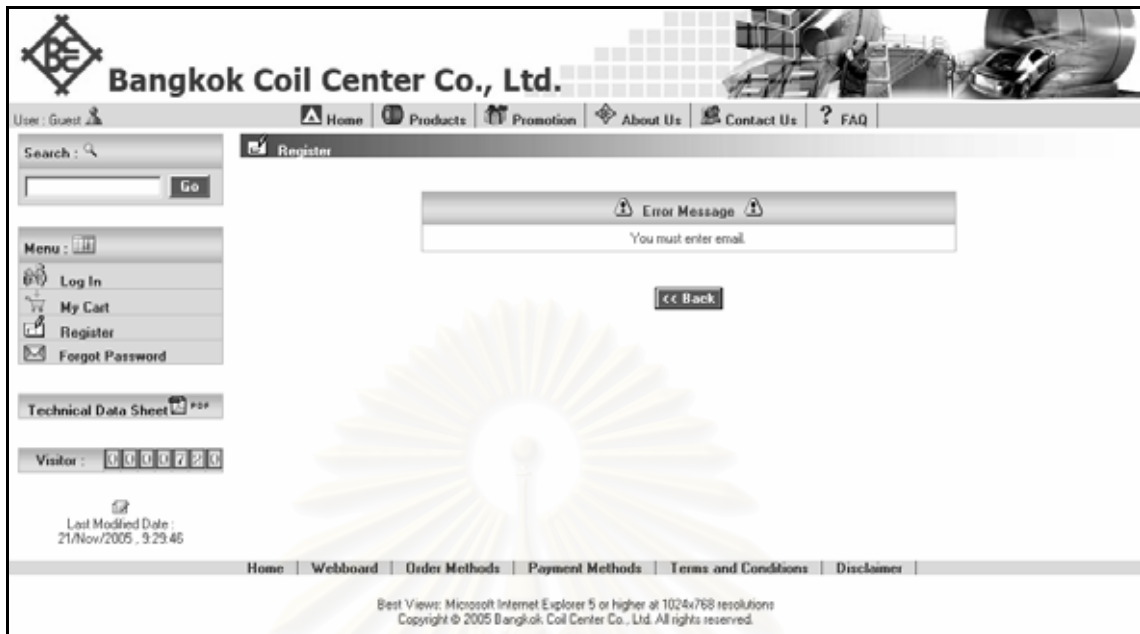 BCC
Bangkok Coil Center Co., Ltd.
User : Guest
Home | Products | Promotion | About Us | Contact Us | ? FAQ |
Search :
Go
Register
Error Message
You must enter email.
<< Back
Menu :
Log In
My Cart
Register
Forgot Password
Technical Data Sheet PDF
Visitor : 0000720
Last Modified Date :
21/Nov/2005 , 9:29:46
Home | Webboard | Order Methods | Payment Methods | Terms and Conditions | Disclaimer |
Best Views: Microsoft Internet Explorer 5 or higher at 1024x768 resolutions
Copyright © 2005 Bangkok Coil Center Co., Ltd. All rights reserved.